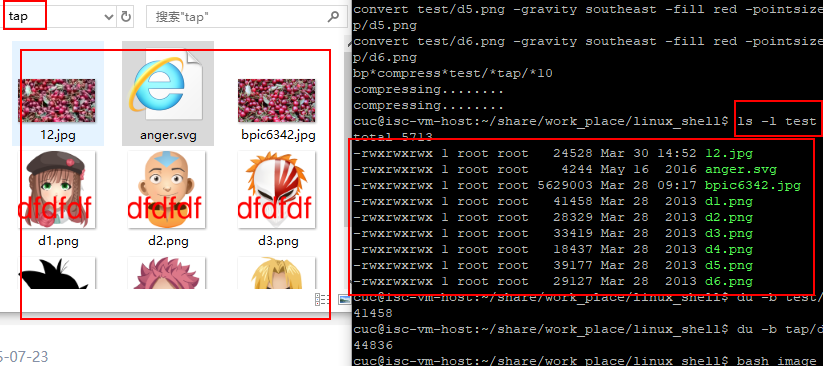 tap
搜索"tap"
12.jpg
anger.svg
bpic6342.jpg
dfdfdf
dfdfdf
dfdfdf
d1.png
d2.png
d3.png
5-07-23
convert test/d5.png -gravity southeast -fill red -pointsize
p/d5.png
convert test/d6.png -gravity southeast -fill red -pointsize
p/d6.png
bp*compress*test/*tap/*10
compressing........
compressing........
cuc@isc-vm-host:~/share/work_place/linux_shell$ ls -l test
total 5713
-rwxrwxrwx 1 root root 24528 Mar 30 14:52 12.jpg
-rwxrwxrwx 1 root root 4244 May 16 2016 anger.svg
-rwxrwxrwx 1 root root 5629003 Mar 28 09:17 bpic6342.jpg
-rwxrwxrwx 1 root root 41458 Mar 28 2013 d1.png
-rwxrwxrwx 1 root root 28329 Mar 28 2013 d2.png
-rwxrwxrwx 1 root root 33419 Mar 28 2013 d3.png
-rwxrwxrwx 1 root root 18437 Mar 28 2013 d4.png
-rwxrwxrwx 1 root root 39177 Mar 28 2013 d5.png
-rwxrwxrwx 1 root root 29127 Mar 28 2013 d6.png
cuc@isc-vm-host:~/share/work_place/linux_shell$ du -b test/
41458
cuc@isc-vm-host:~/share/work_place/linux_shell$ du -b tap/d
44836
cuc@isc-vm-host:~/share/work_place/linux_shell$ bash image